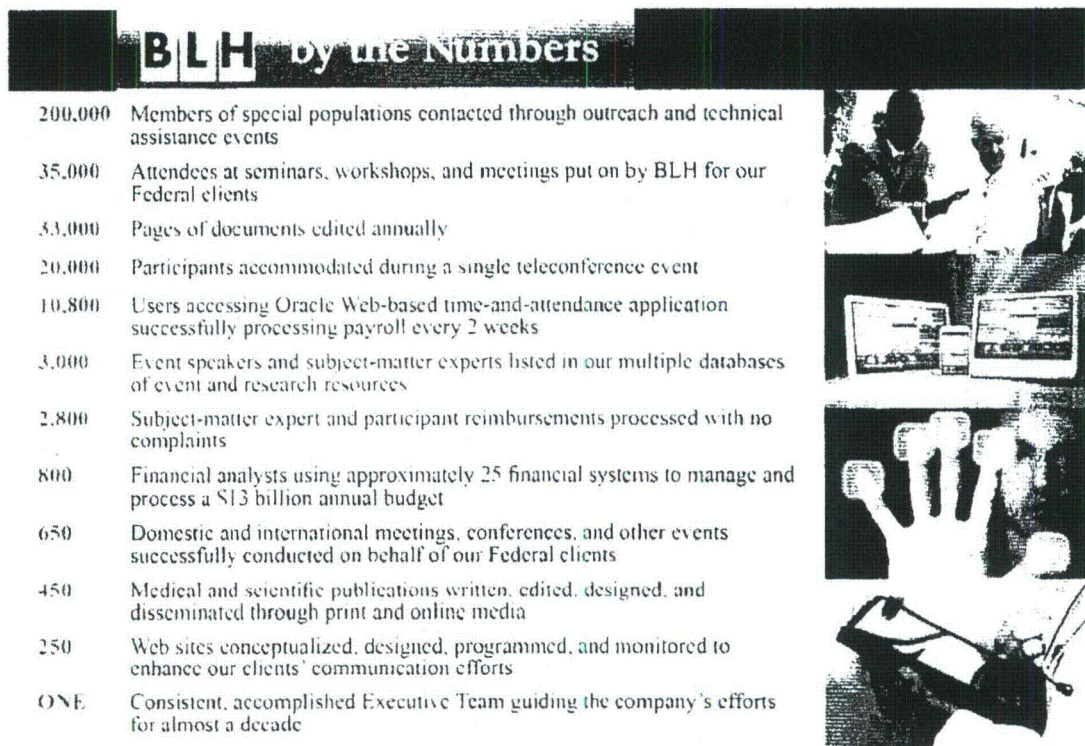 BLH by the Numbers
200,000 Members of special populations contacted through outreach and technical
assistance events
35,000 Attendees at seminars, workshops, and meetings put on by BLH for our
Federal clients
33,000 Pages of documents edited annually
20,000 Participants accommodated during a single teleconference event
10,800 Users accessing Oracle Web-based time-and-attendance application
successfully processing payroll every 2 weeks
3,000 Event speakers and subject-matter experts listed in our multiple databases
of event and research resources
2,800 Subject-matter expert and participant reimbursements processed with no
complaints
800 Financial analysts using approximately 25 financial systems to manage and
process a $13 billion annual budget
650 Domestic and international meetings, conferences, and other events
successfully conducted on behalf of our Federal clients
450 Medical and scientific publications written, edited, designed, and
disseminated through print and online media
250 Web sites conceptualized, designed, programmed, and monitored to
enhance our clients' communication efforts
ONE Consistent, accomplished Executive Team guiding the company's efforts
for almost a decade